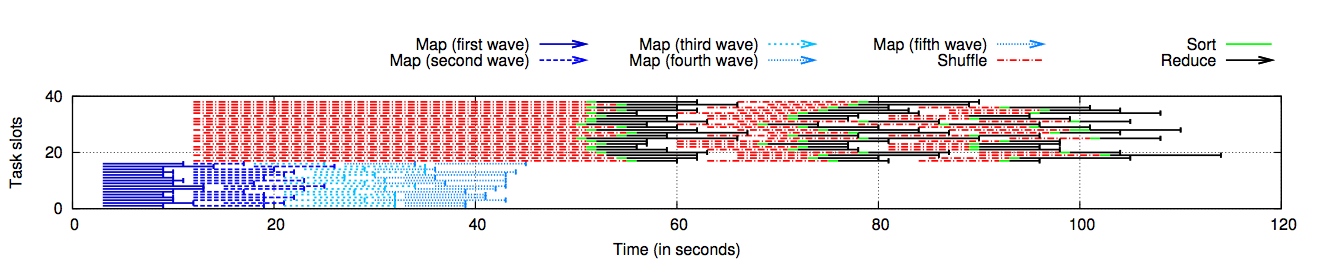 Map (first wave) Map (third wave) Map (fifth wave) Sort
Map (second wave) Map (fourth wave) Shuffle Reduce
40
20
0
Task slots
0 20 40 60 80 100 120
Time (in seconds)